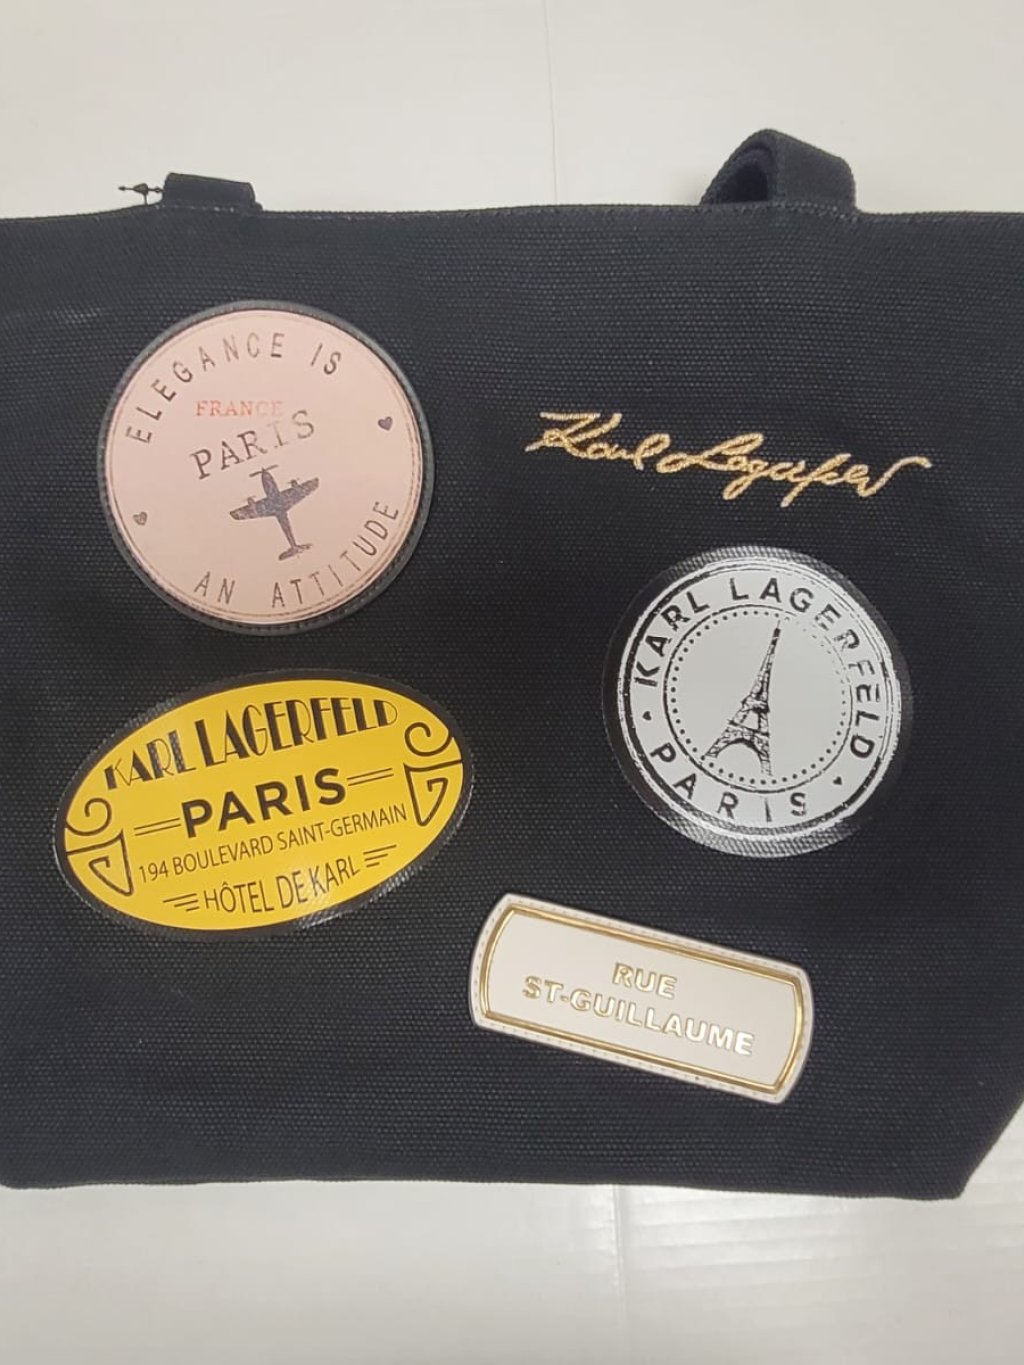 ELEGANCE IS
FRANCE
PARIS
AN ATTITUDE
Karl Lagerfeld
KARL LAGERFELD
PARIS
KARL LAGERFELD
PARIS
194 BOULEVARD SAINT-GERMAIN
HÔTEL DE KARL
RUE
ST-GUILLAUME